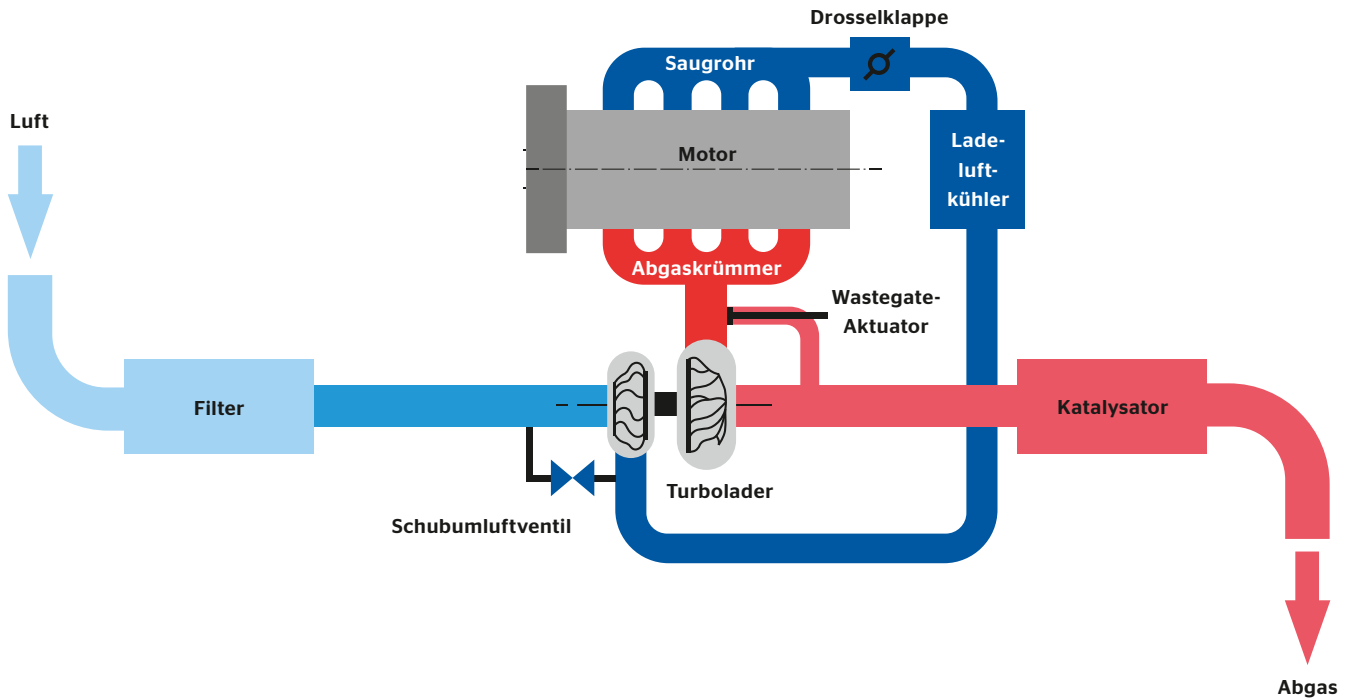 Drosselklappe
Saugrohr
Luft
Motor
Lade-
luft-
kühler
Abgaskrümmer
Wastegate-
Aktuator
Filter
Katalysator
Turbolader
Schubumluftventil
Abgas